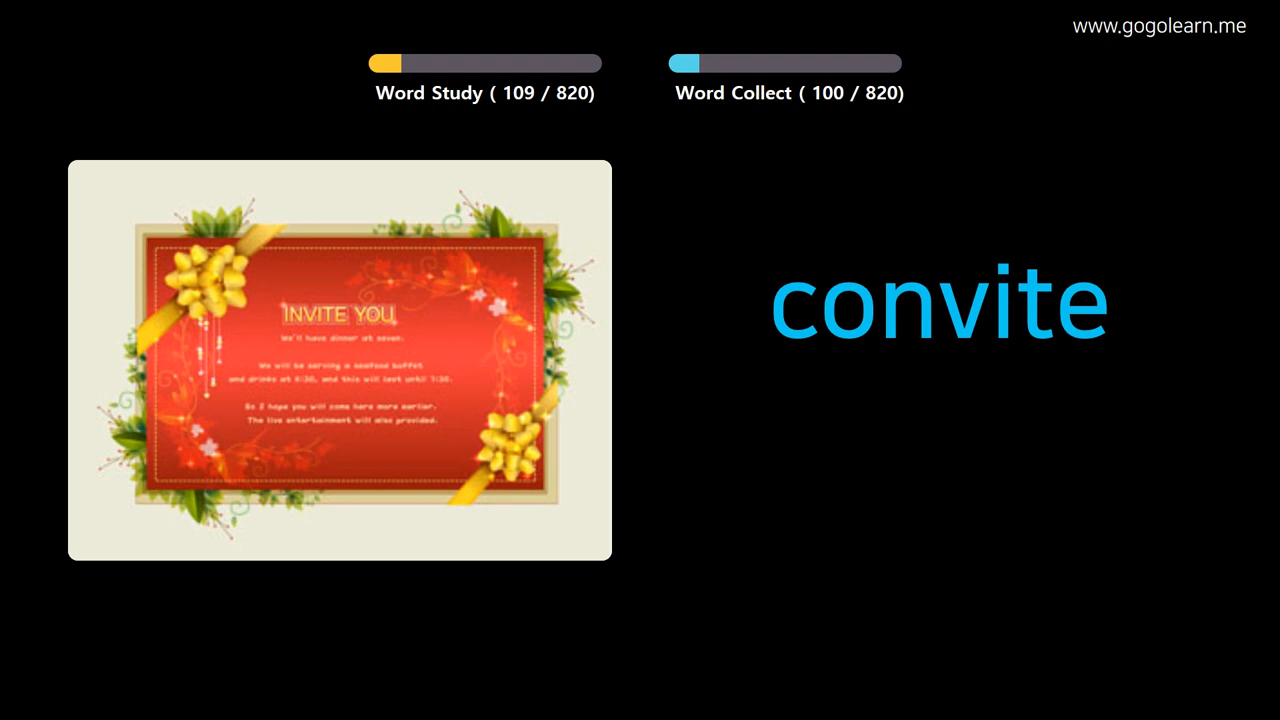 www.gogolearn.me
Word Study ( 109 / 820)
Word Collect ( 100 / 820)
INVITE YOU
We'll have dinner at seven.
We will be serving a seafood buffet
and drinks at 6:30, and this will last until 7:30.
So I hope you will come here more earlier.
The live entertainment will also provided.
convite